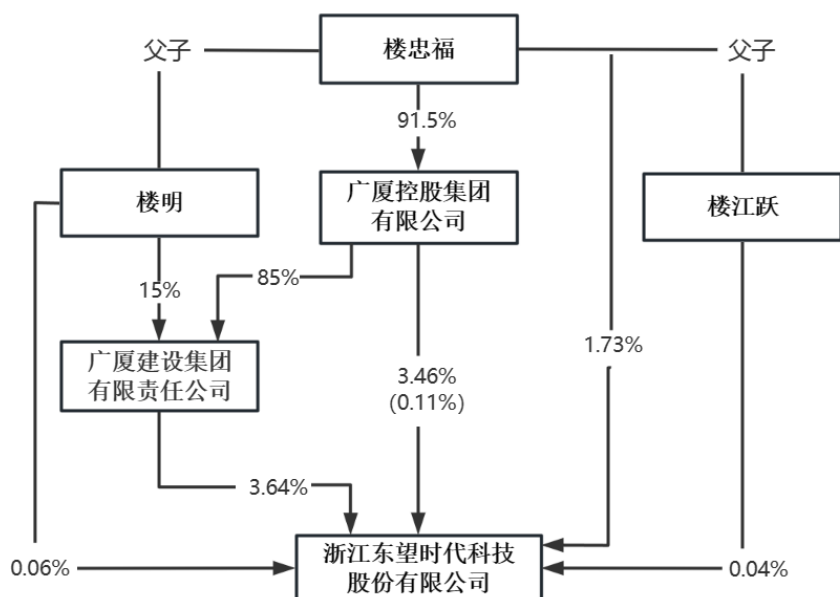 父子
楼忠福
父子
91.5%
楼明
广厦控股集团
有限公司
楼江跃
15%
85%
广厦建设集团
有限责任公司
3.46%
(0.11%)
1.73%
3.64%
浙江东望时代科技
股份有限公司
0.06%
0.04%